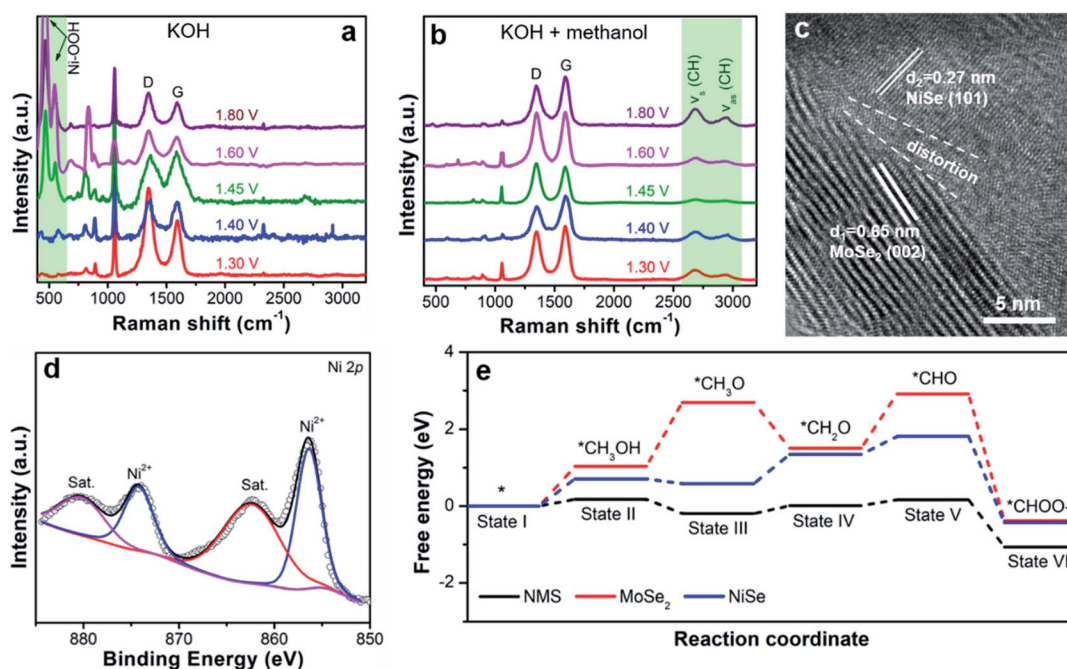 KOH
a
Ni-OOH
D
G
1.80 V
1.60 V
1.45 V
1.40 V
1.30 V
Intensity (a.u.)
500 1000 1500 2000 2500 3000
Raman shift (cm⁻¹)
b
KOH + methanol
D
G
νs (CH)
νas (CH)
1.80 V
1.60 V
1.45 V
1.40 V
1.30 V
Intensity (a.u.)
500 1000 1500 2000 2500 3000
Raman shift (cm⁻¹)
c
d₂=0.27 nm
NiSe (101)
distortion
d₁=0.65 nm
MoSe₂ (002)
5 nm
d
Ni 2p
Sat.
Ni²⁺
Sat.
Ni²⁺
Intensity (a.u.)
880 870 860 850
Binding Energy (eV)
e
4
2
0
-2
Free energy (eV)
*
*CH₃OH
*CH₃O
*CH₂O
*CHO
*CHOO-
State I
State II
State III
State IV
State V
State VI
NMS MoSe₂ NiSe
Reaction coordinate